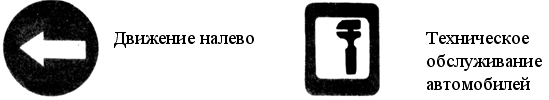 Движение налево
Техническое
обслуживание
автомобилей